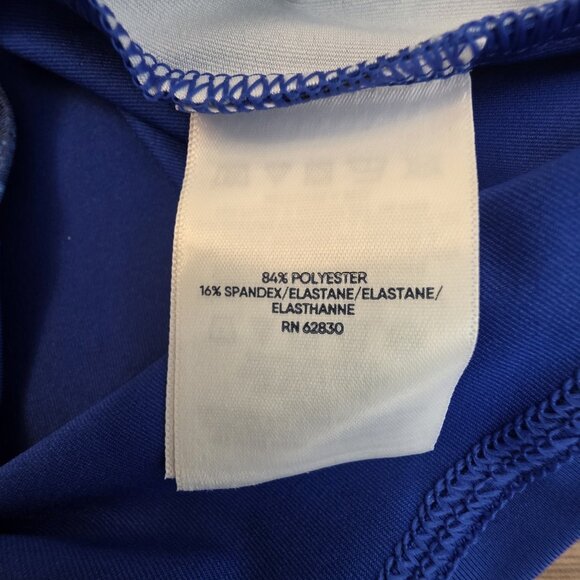 84% POLYESTER
16% SPANDEX/ELASTANE/ELASTANE/
ELASTHANNE
RN 62830